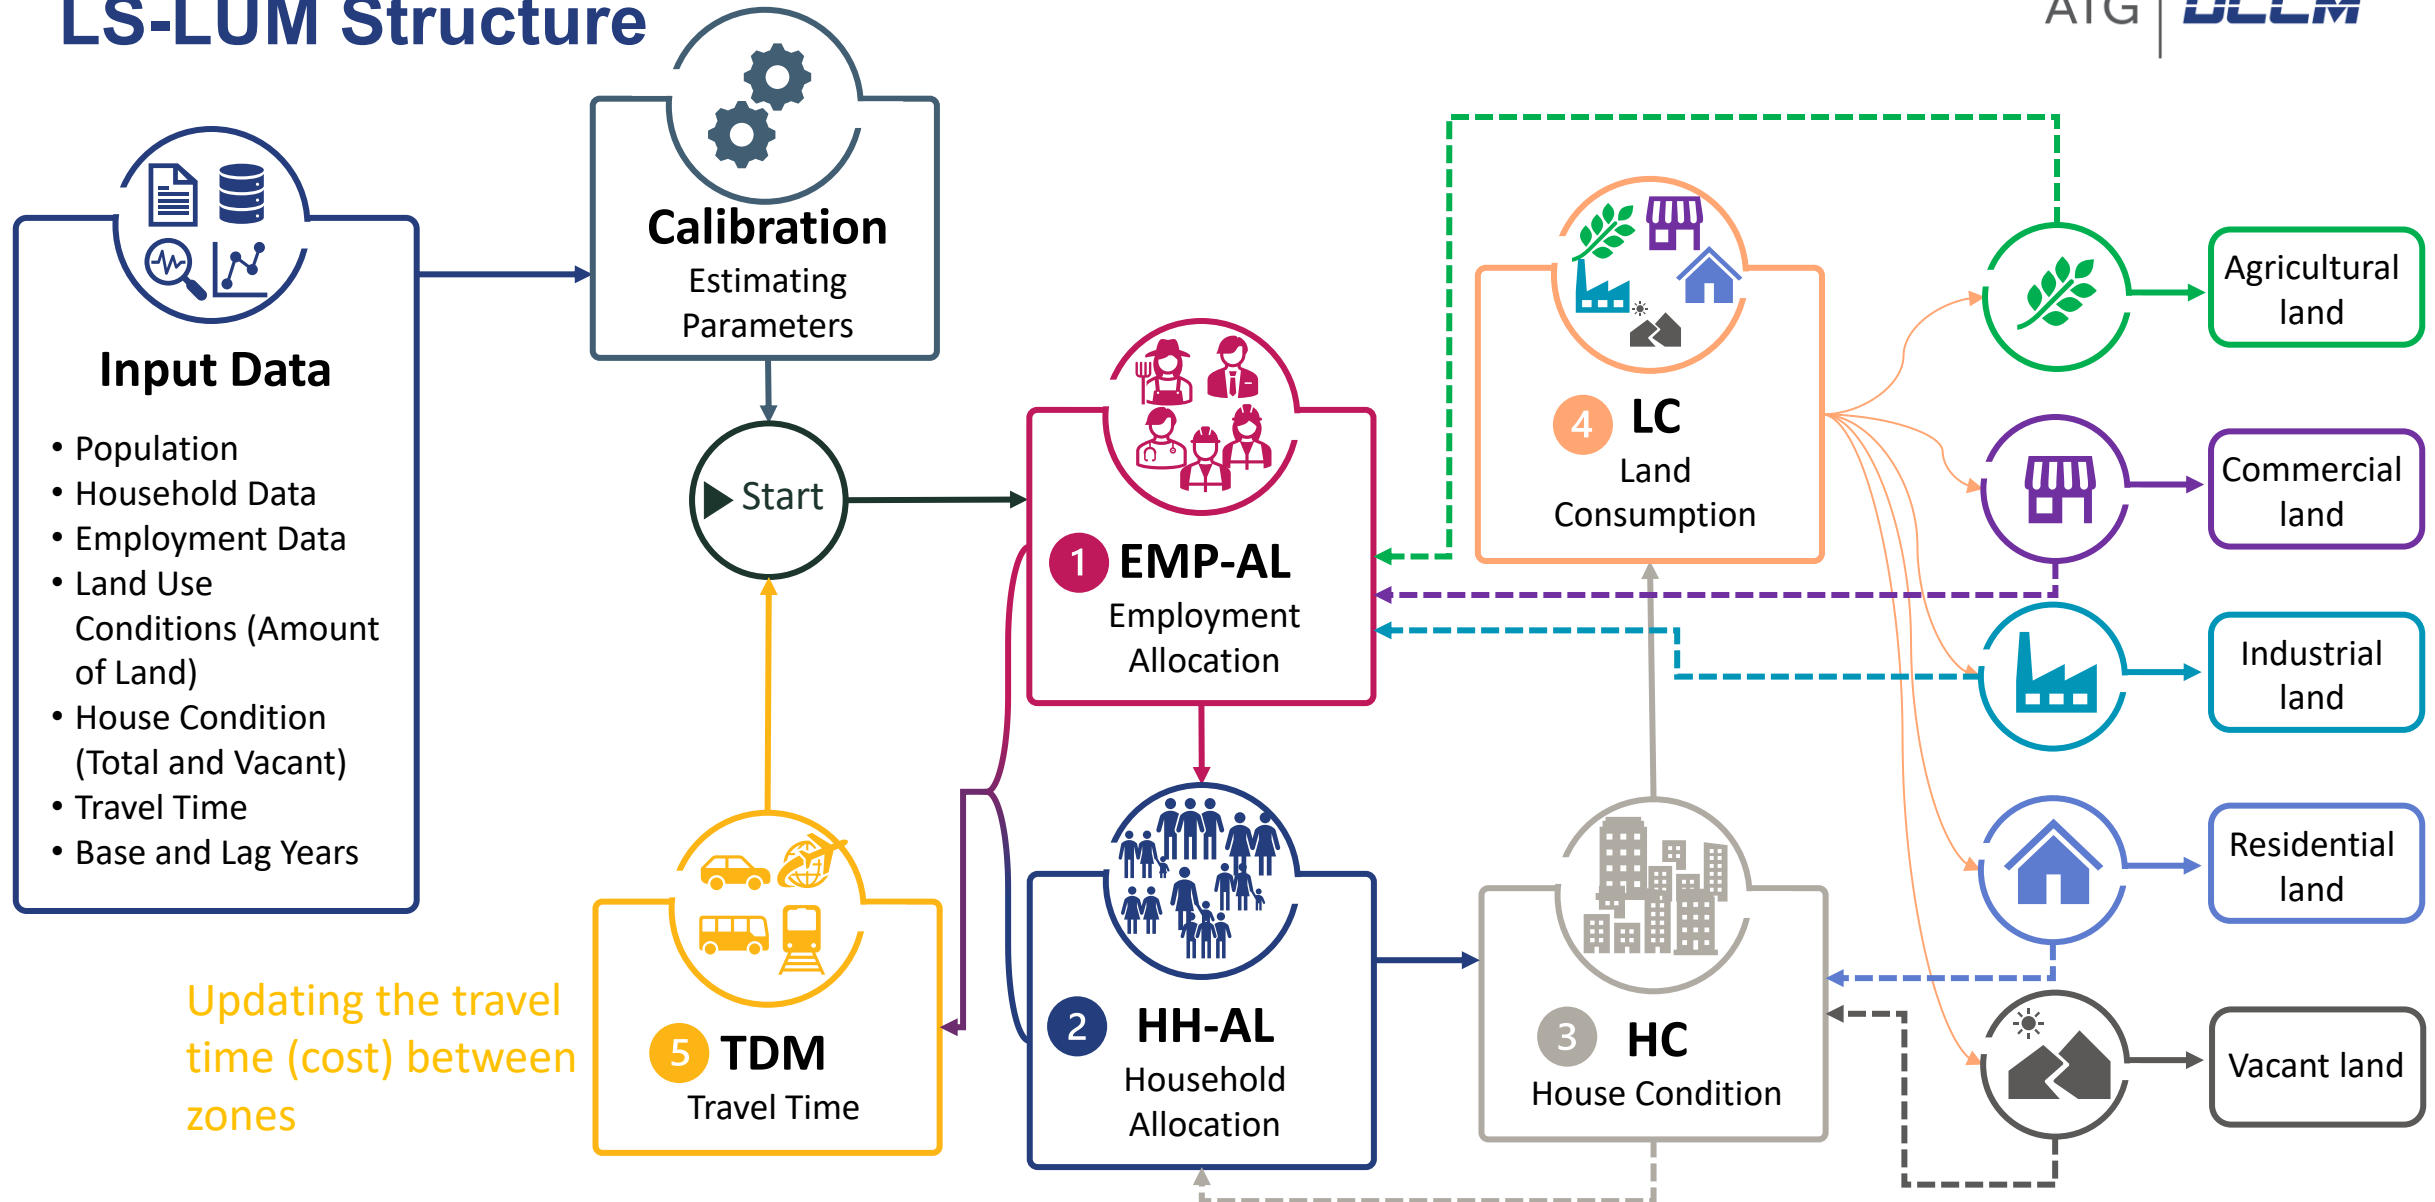 LS-LUM Structure
ATG
DCCM
Input Data
• Population
• Household Data
• Employment Data
• Land Use
Conditions (Amount
of Land)
• House Condition
(Total and Vacant)
• Travel Time
• Base and Lag Years
Calibration
Estimating
Parameters
Start
1 EMP-AL
Employment
Allocation
2 HH-AL
Household
Allocation
3 HC
House Condition
4 LC
Land
Consumption
5 TDM
Travel Time
Updating the travel
time (cost) between
zones
Agricultural
land
Commercial
land
Industrial
land
Residential
land
Vacant land